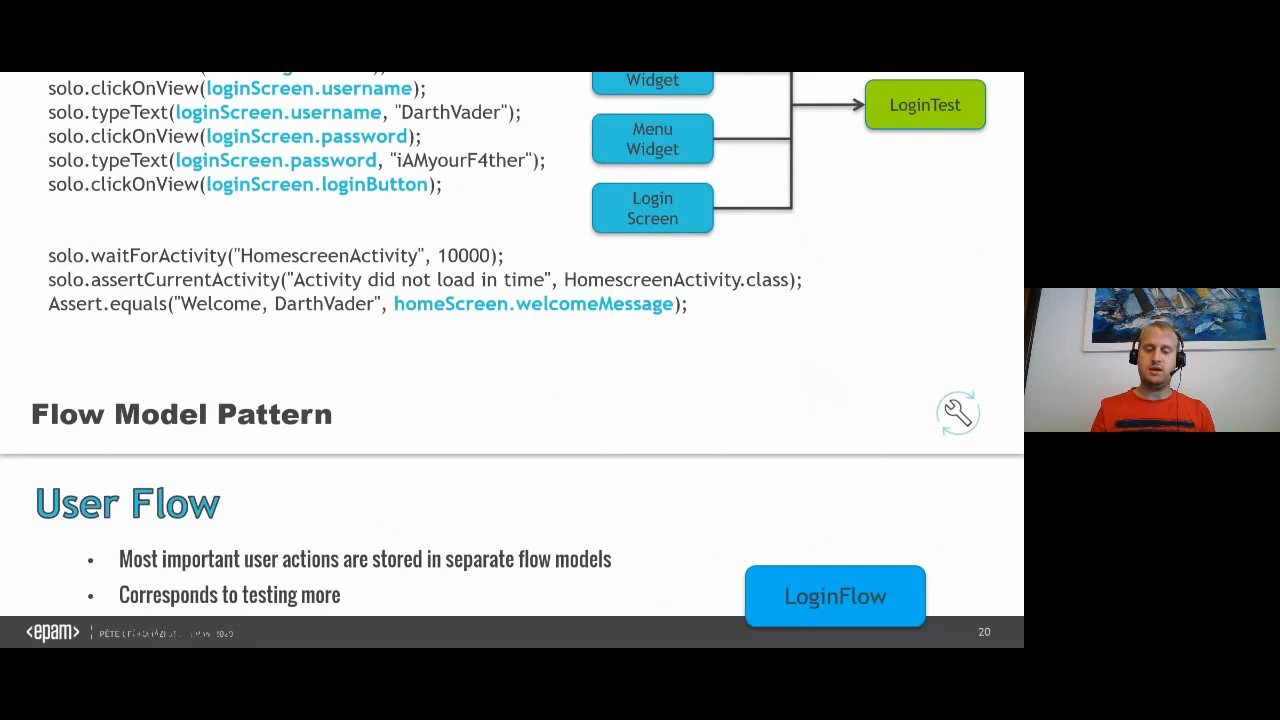 solo.clickOnView(loginScreen.username);
solo.typeText(loginScreen.username, "DarthVader");
solo.clickOnView(loginScreen.password);
solo.typeText(loginScreen.password, "iAMyourF4ther");
solo.clickOnView(loginScreen.loginButton);
Widget
Menu
Widget
Login
Screen
LoginTest
solo.waitForActivity("HomescreenActivity", 10000);
solo.assertCurrentActivity("Activity did not load in time", HomescreenActivity.class);
Assert.equals("Welcome, DarthVader", homeScreen.welcomeMessage);
Flow Model Pattern
User Flow
• Most important user actions are stored in separate flow models
• Corresponds to testing more
LoginFlow
<epam>
20